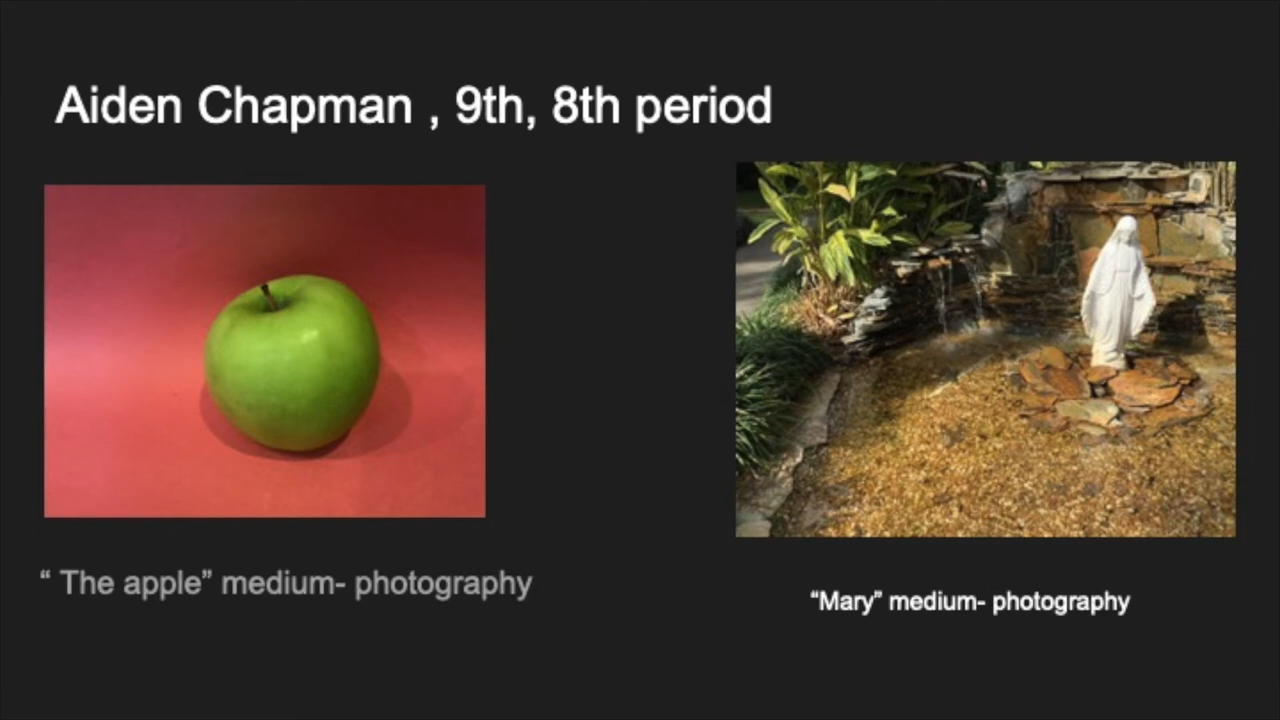 Aiden Chapman , 9th, 8th period
“ The apple” medium- photography
“Mary” medium- photography